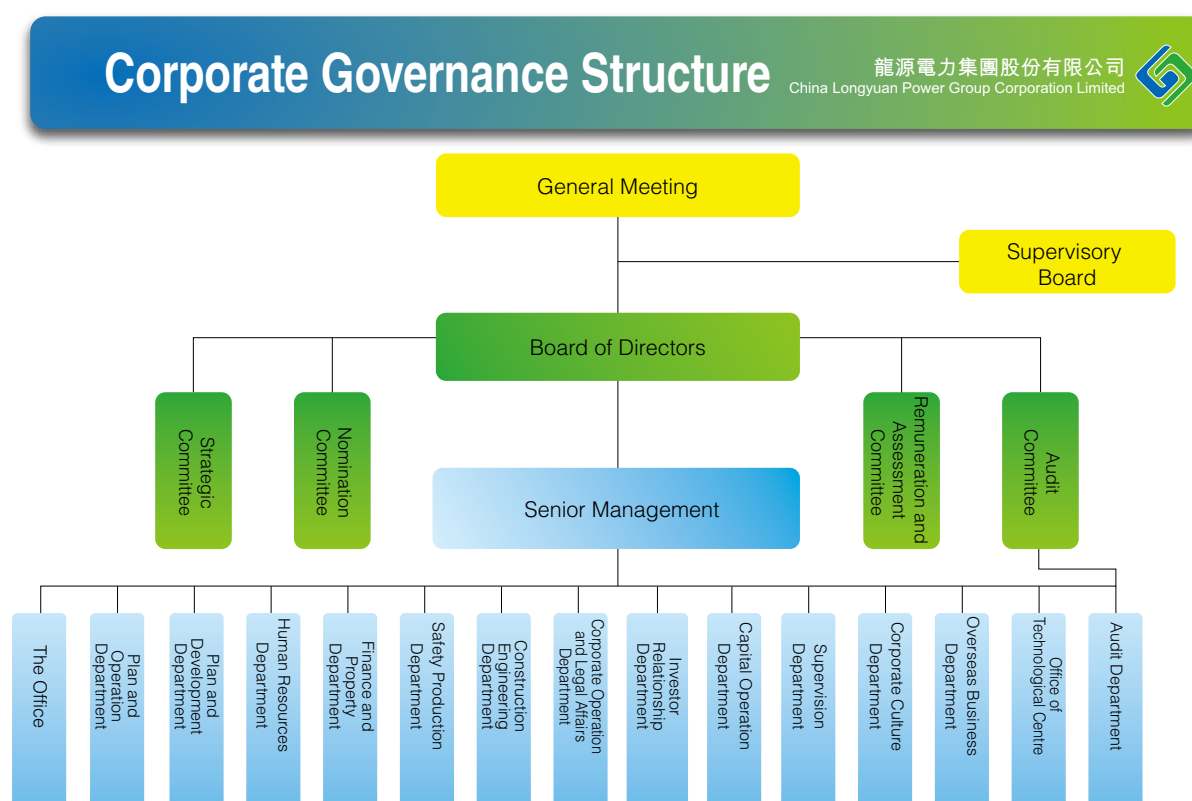 Corporate Governance Structure
龍源電力集團股份有限公司
China Longyuan Power Group Corporation Limited
General Meeting
Supervisory
Board
Board of Directors
Strategic
Committee
Nomination
Committee
Remuneration and
Assessment
Committee
Audit
Committee
Senior Management
The Office
Plan and
Operation
Department
Plan and
Development
Department
Human Resources
Department
Finance and
Property
Department
Safety Production
Department
Construction
Engineering
Department
Corporate Operation
and Legal Affairs
Department
Investor
Relationship
Department
Capital Operation
Department
Supervision
Department
Corporate Culture
Department
Overseas Business
Department
Office of
Technological Centre
Audit Department